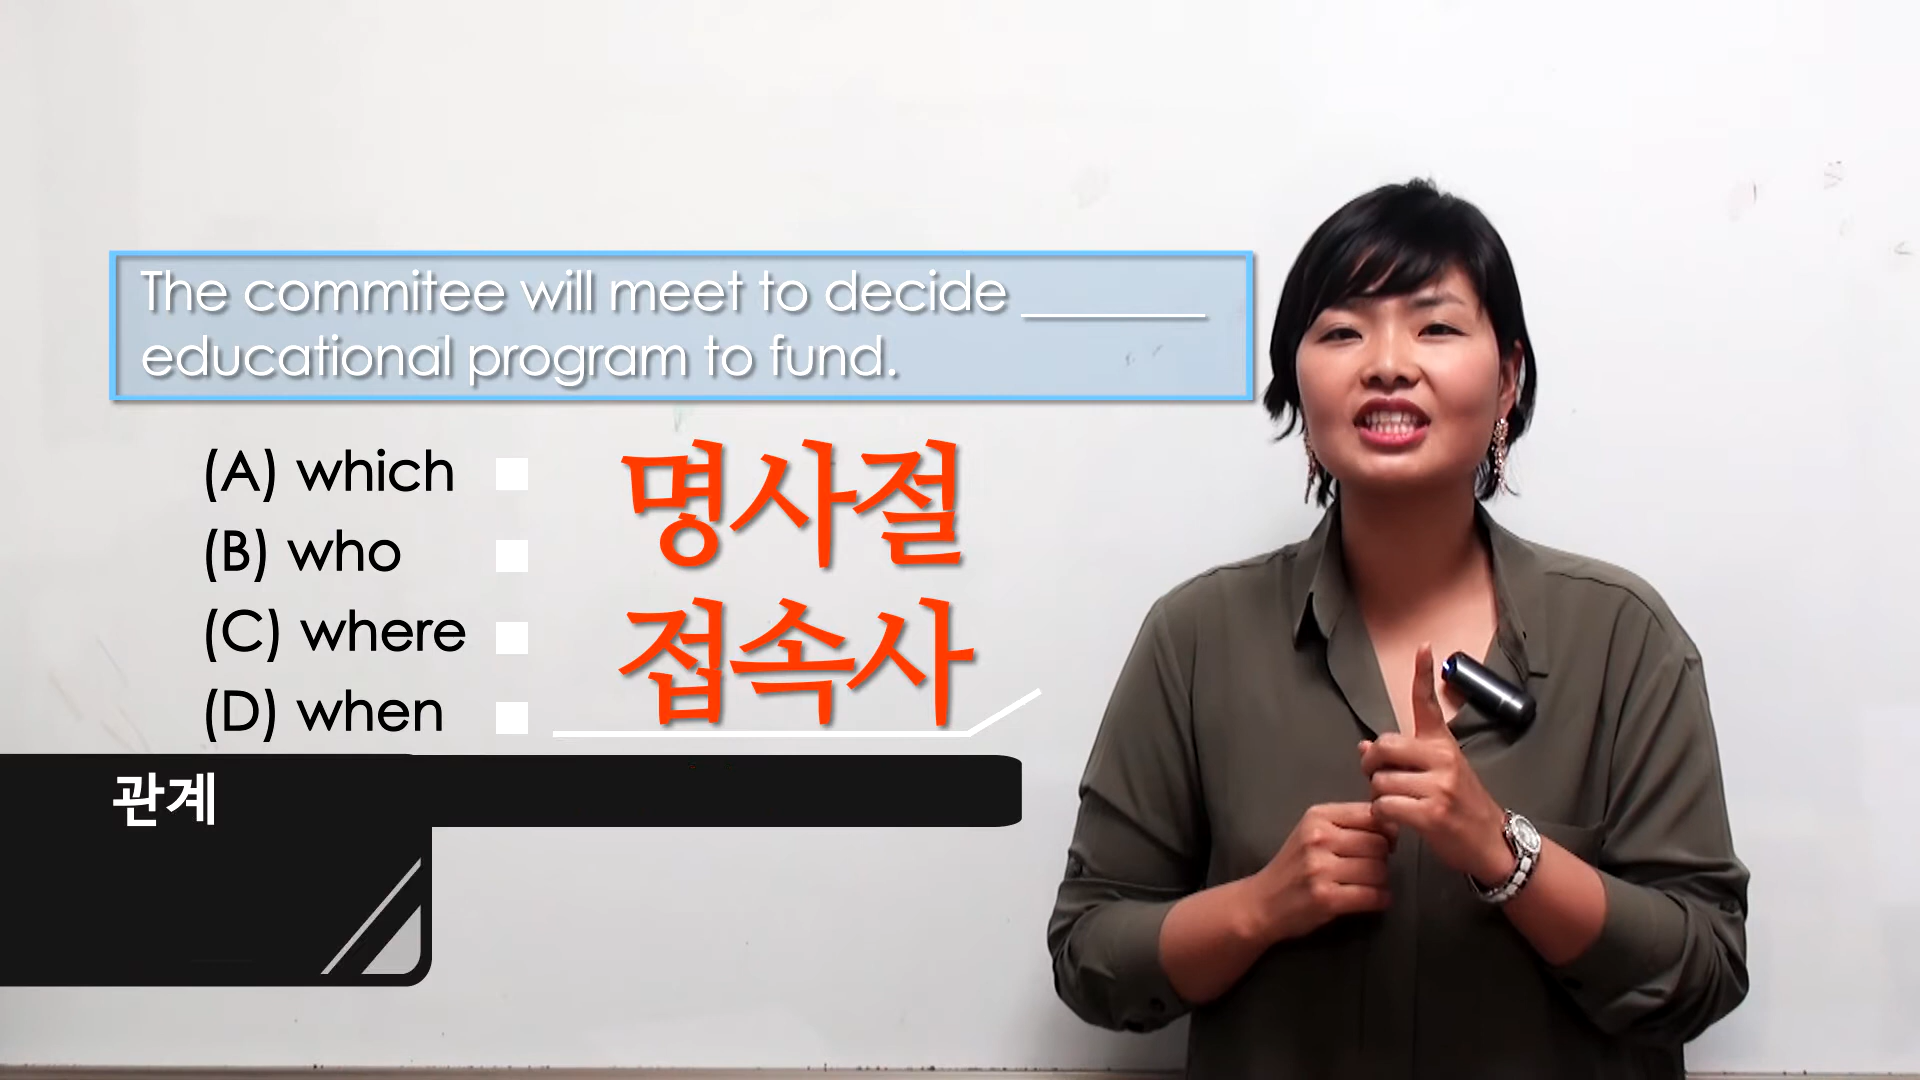 The commitee will meet to decide ______
educational program to fund.
(A) which
(B) who
(C) where
(D) when
명사절
접속사
관계